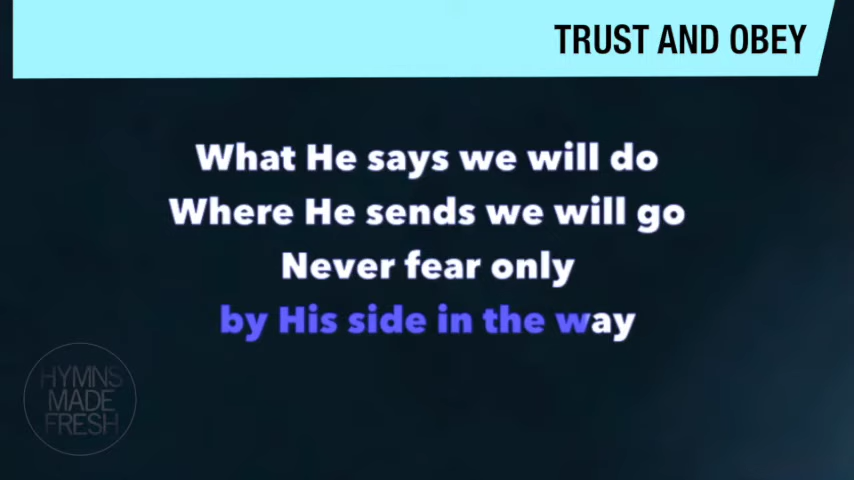 TRUST AND OBEY
What He says we will do
Where He sends we will go
Never fear only
by His side in the way
HYMNS
MADE
FRESH